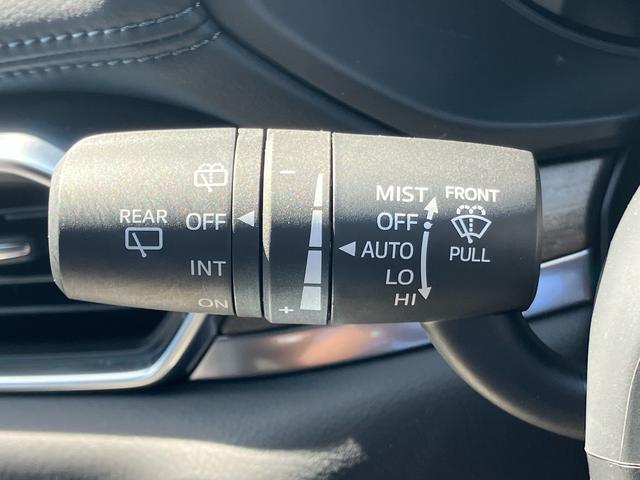 REAR
OFF
INT
ON
−
+
MIST
OFF
AUTO
LO
HI
FRONT
PULL